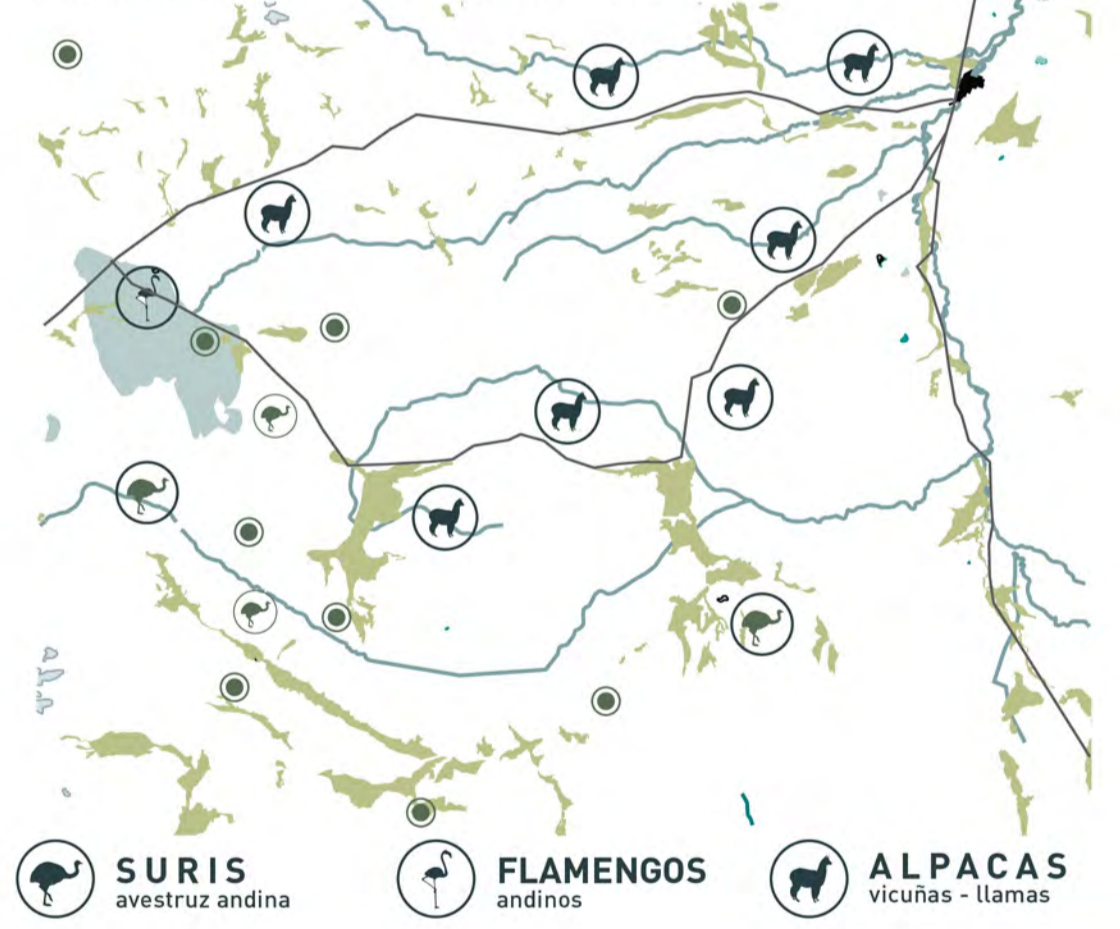 SURIS
avestruz andina
FLAMENGOS
andinos
ALPACAS
vicuñas - llamas